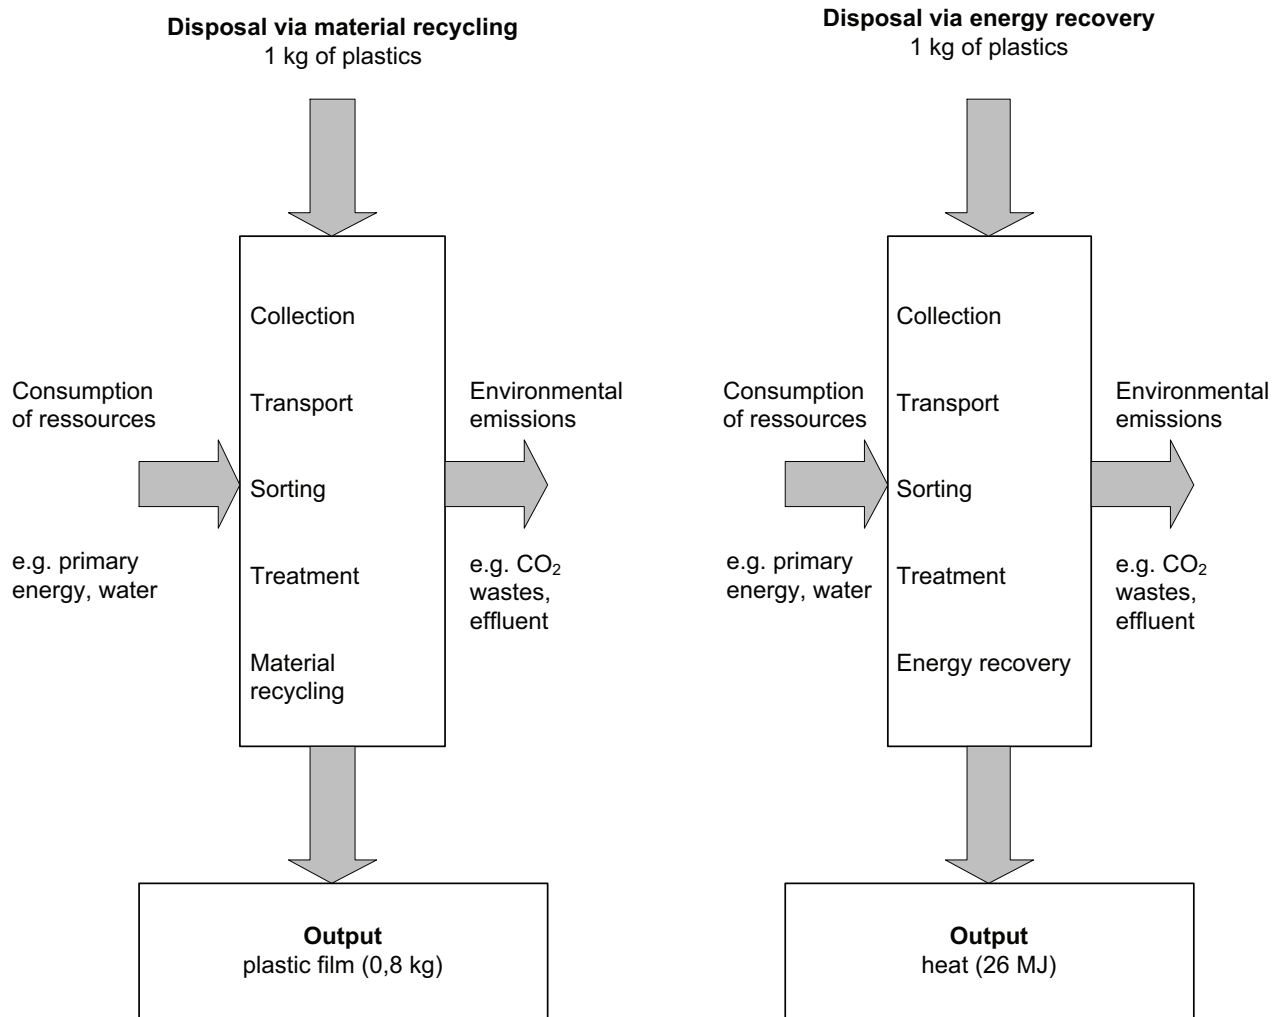 Disposal via material recycling
1 kg of plastics
Collection
Transport
Sorting
Treatment
Material
recycling
Consumption
of ressources
e.g. primary
energy, water
Environmental
emissions
e.g. CO₂
wastes,
effluent
Output
plastic film (0,8 kg)
Disposal via energy recovery
1 kg of plastics
Collection
Transport
Sorting
Treatment
Energy recovery
Consumption
of ressources
e.g. primary
energy, water
Environmental
emissions
e.g. CO₂
wastes,
effluent
Output
heat (26 MJ)